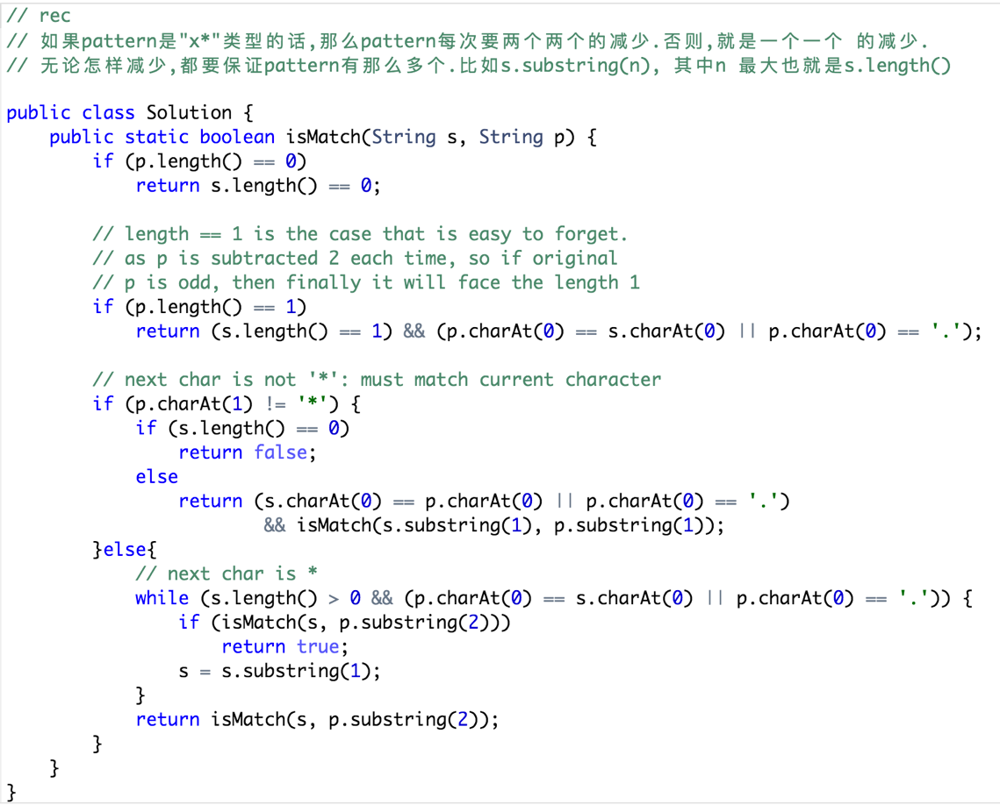 // rec
// 如果pattern是"x*"类型的话,那么pattern每次要两个两个的减少.否则,就是一个一个 的减少.
// 无论怎样减少,都要保证pattern有那么多个.比如s.substring(n), 其中n 最大也就是s.length()

public class Solution {
    public static boolean isMatch(String s, String p) {
        if (p.length() == 0)
            return s.length() == 0;

        // length == 1 is the case that is easy to forget.
        // as p is subtracted 2 each time, so if original
        // p is odd, then finally it will face the length 1
        if (p.length() == 1)
            return (s.length() == 1) && (p.charAt(0) == s.charAt(0) || p.charAt(0) == '.');

        // next char is not '*': must match current character
        if (p.charAt(1) != '*') {
            if (s.length() == 0)
                return false;
            else
                return (s.charAt(0) == p.charAt(0) || p.charAt(0) == '.')
                        && isMatch(s.substring(1), p.substring(1));
        }else{
            // next char is *
            while (s.length() > 0 && (p.charAt(0) == s.charAt(0) || p.charAt(0) == '.')) {
                if (isMatch(s, p.substring(2)))
                    return true;
                s = s.substring(1);
            }
            return isMatch(s, p.substring(2));
        }
    }
}